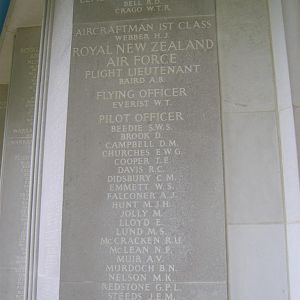 BELL R.D.
CRAGO W.T.R.
AIRCRAFTMAN 1ST CLASS
WEBBER H.J.
ROYAL NEW ZEALAND
AIR FORCE
FLIGHT LIEUTENANT
BAIRD A.B.
FLYING OFFICER
EVERIST W.T.
PILOT OFFICER
BEEDIE S.W.S.
BROOK D.
CAMPBELL D.M.
CHURCHES E.W.G.
COOPER T.E.
DAVIS R.C.
DIDSBURY C.M.
EMMETT W.S.
FALCONER A.J.
HUNT M.J.H.
JOLLY M.
LLOYD E.
LUND M.S.
McCRACKEN R.U.
McLEAN N.P.
MUIR A.V.
MURDOCH B.N.
NELSON M.K.
REDSTONE G.P.L.
STEEDS J.E.M.